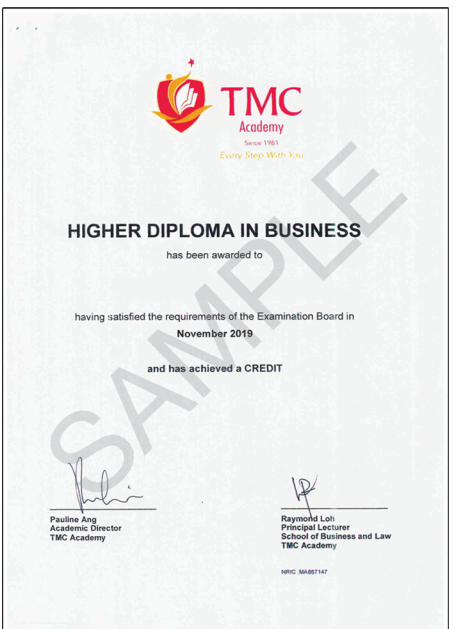 TMC
Academy
Since 1981
Every Step With You
HIGHER DIPLOMA IN BUSINESS
has been awarded to
having satisfied the requirements of the Examination Board in
November 2019
and has achieved a CREDIT
SAMPLE
Pauline Ang
Academic Director
TMC Academy
Raymond Loh
Principal Lecturer
School of Business and Law
TMC Academy
NRIC :MA867147